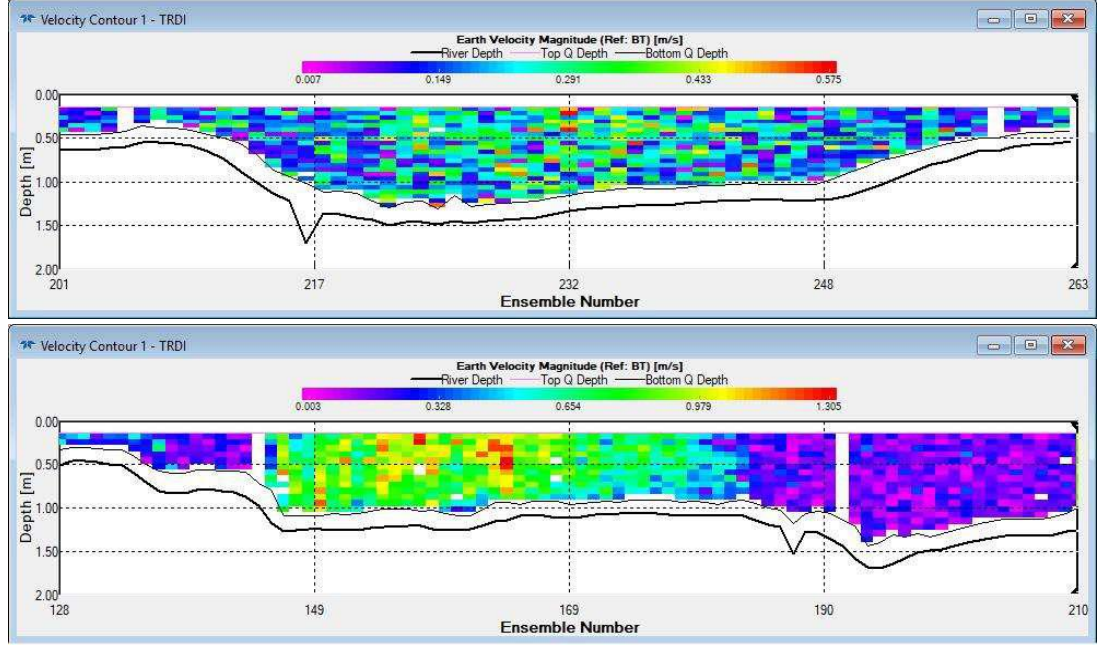 Velocity Contour 1 - TRDI
Earth Velocity Magnitude (Ref: BT) [m/s]
River Depth Top Q Depth Bottom Q Depth
0.007 0.149 0.291 0.433 0.575
0.00
0.50
1.00
1.50
2.00
Depth [m]
201 217 232 248 263
Ensemble Number
Velocity Contour 1 - TRDI
Earth Velocity Magnitude (Ref: BT) [m/s]
River Depth Top Q Depth Bottom Q Depth
0.003 0.328 0.654 0.979 1.305
0.00
0.50
1.00
1.50
2.00
Depth [m]
128 149 169 190 210
Ensemble Number